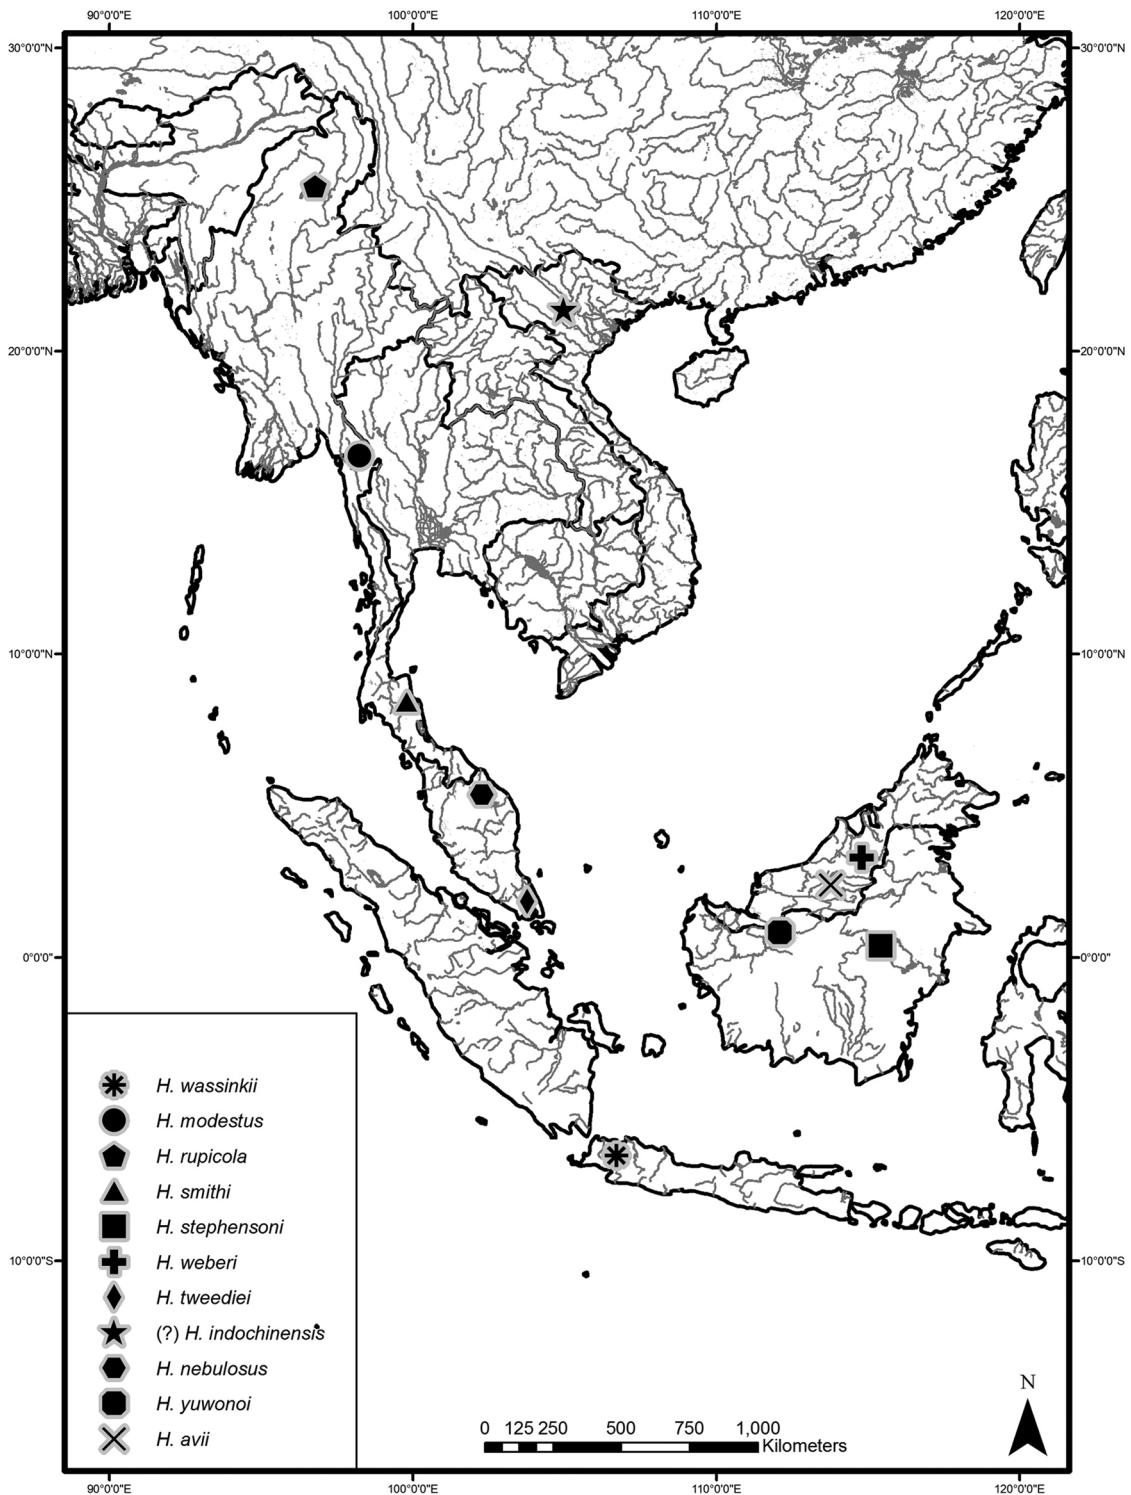 90°0'0"E 100°0'0"E 110°0'0"E 120°0'0"E
30°0'0"N 30°0'0"N
20°0'0"N 20°0'0"N
10°0'0"N 10°0'0"N
0°0'0" 0°0'0"
H. wassinkii
H. modestus
H. rupicola
H. smithi
H. stephensoni
H. weberi
10°0'0"S 10°0'0"S
H. tweediei
(?) H. indochinensis
H. nebulosus
H. yuwonoi
H. avii
N
0 125 250 500 750 1,000
Kilometers
90°0'0"E 100°0'0"E 110°0'0"E 120°0'0"E